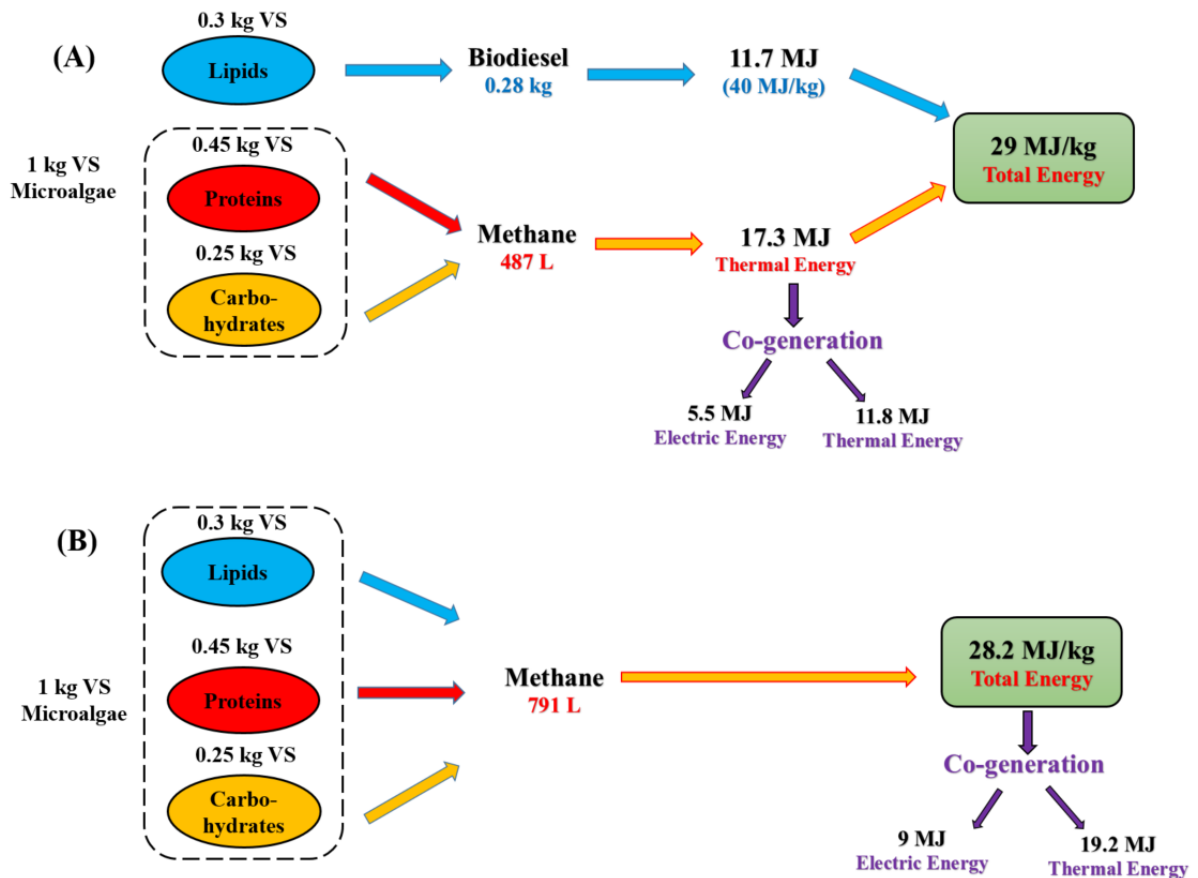 (A)
0.3 kg VS
Lipids
Biodiesel
0.28 kg
11.7 MJ
(40 MJ/kg)
29 MJ/kg
Total Energy
1 kg VS
Microalgae
0.45 kg VS
Proteins
0.25 kg VS
Carbo-
hydrates
Methane
487 L
17.3 MJ
Thermal Energy
Co-generation
5.5 MJ
Electric Energy
11.8 MJ
Thermal Energy
(B)
0.3 kg VS
Lipids
1 kg VS
Microalgae
0.45 kg VS
Proteins
0.25 kg VS
Carbo-
hydrates
Methane
791 L
28.2 MJ/kg
Total Energy
Co-generation
9 MJ
Electric Energy
19.2 MJ
Thermal Energy